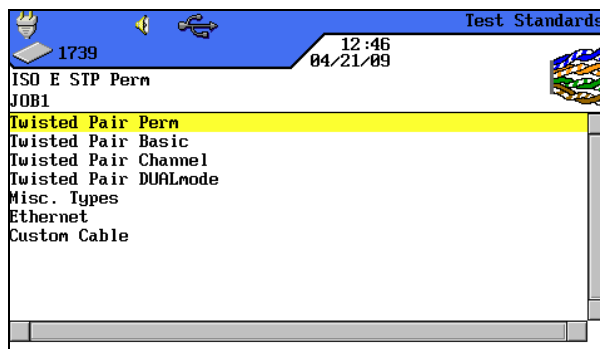 Test Standards
1739
12:46
04/21/09
ISO E STP Perm
JOB1
Twisted Pair Perm
Twisted Pair Basic
Twisted Pair Channel
Twisted Pair DUALmode
Misc. Types
Ethernet
Custom Cable